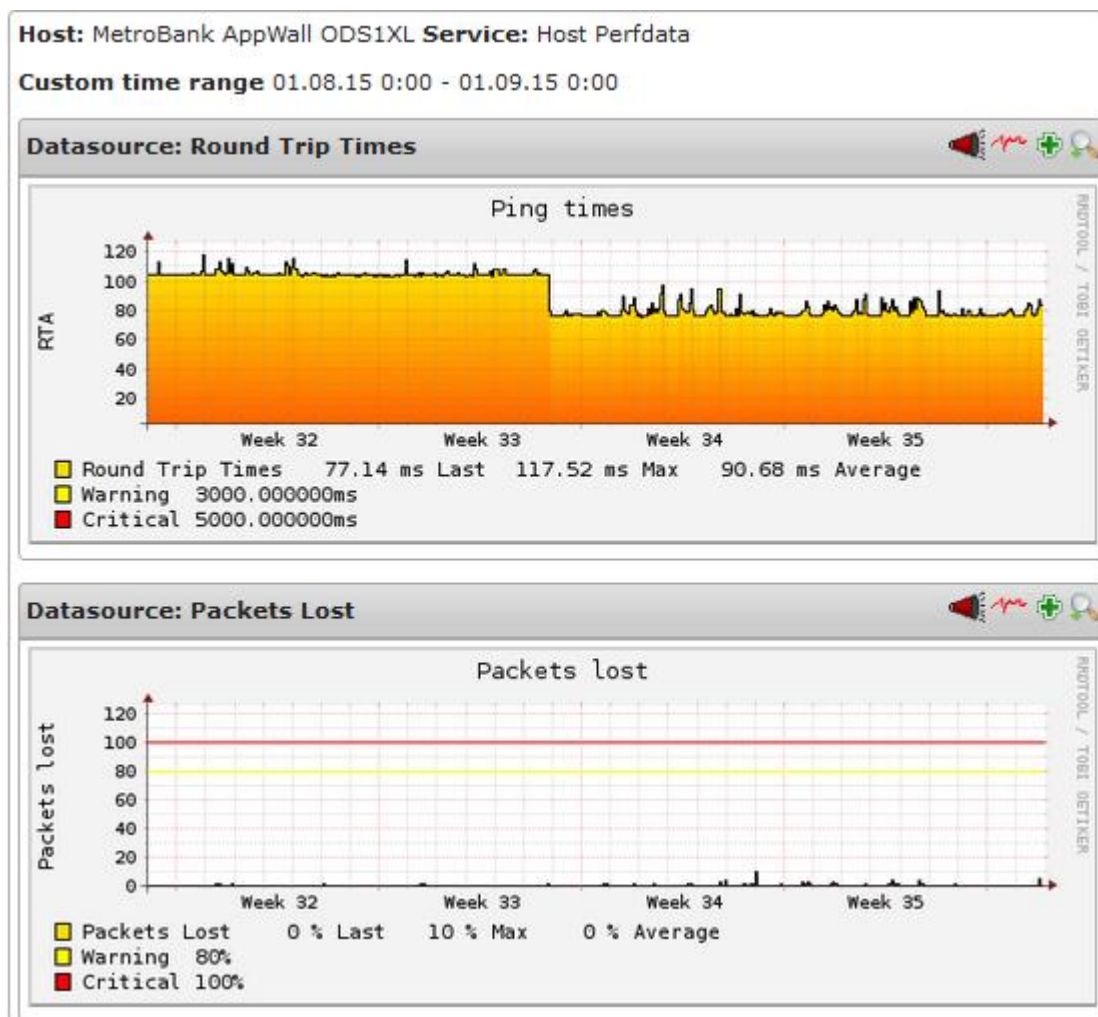 Host: MetroBank AppWall ODS1XL Service: Host Perfdata
Custom time range 01.08.15 0:00 - 01.09.15 0:00
Datasource: Round Trip Times
Ping times
RRDTOOL / TOBI OETIKER
RTA
120
100
80
60
40
20
Week 32 Week 33 Week 34 Week 35
Round Trip Times 77.14 ms Last 117.52 ms Max 90.68 ms Average
Warning 3000.000000ms
Critical 5000.000000ms
Datasource: Packets Lost
Packets lost
RRDTOOL / TOBI OETIKER
Packets lost
120
100
80
60
40
20
0
Week 32 Week 33 Week 34 Week 35
Packets Lost 0 % Last 10 % Max 0 % Average
Warning 80%
Critical 100%